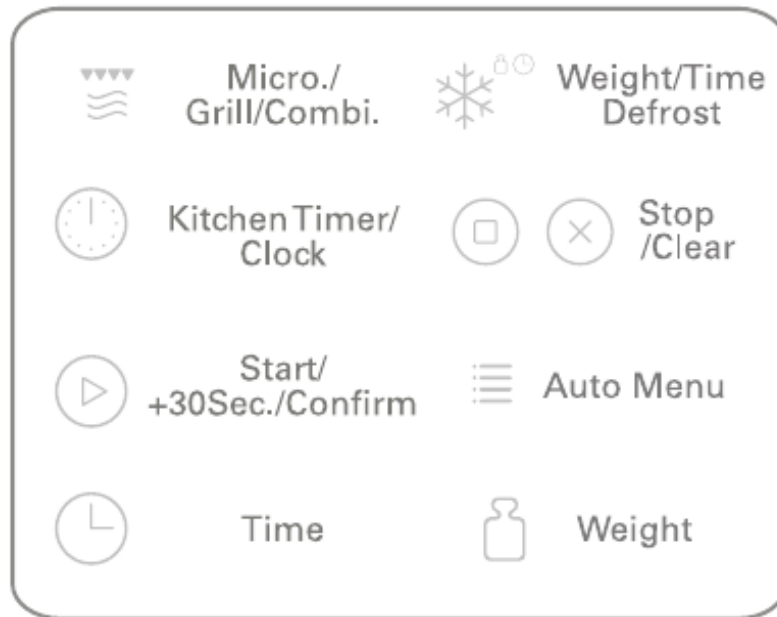 Micro./
Grill/Combi.
Weight/Time
Defrost
Kitchen Timer/
Clock
Stop
/Clear
Start/
+30Sec./Confirm
Auto Menu
Time
Weight